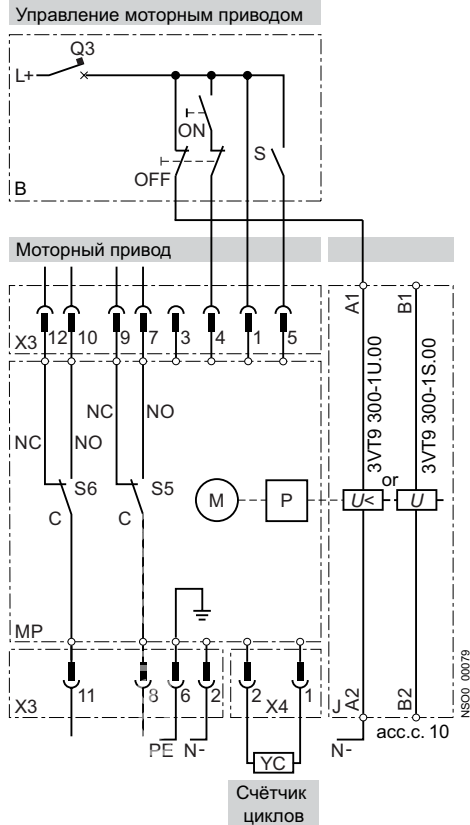 Управление моторным приводом
Q3
L+
ON
S
OFF
B
Моторный привод
A1
B1
X3 12 10 9 7 3 4 1 5
3VT9 300-1U.00
3VT9 300-1S.00
NC NO
NC NO
S6 S5
or
M P U< U
C C
MP
A2
B2
X3 11 8 6 2 2 X4 1 J
NSO0 00079
acc.c. 10
PE N-
YC
N-
Счётчик
циклов